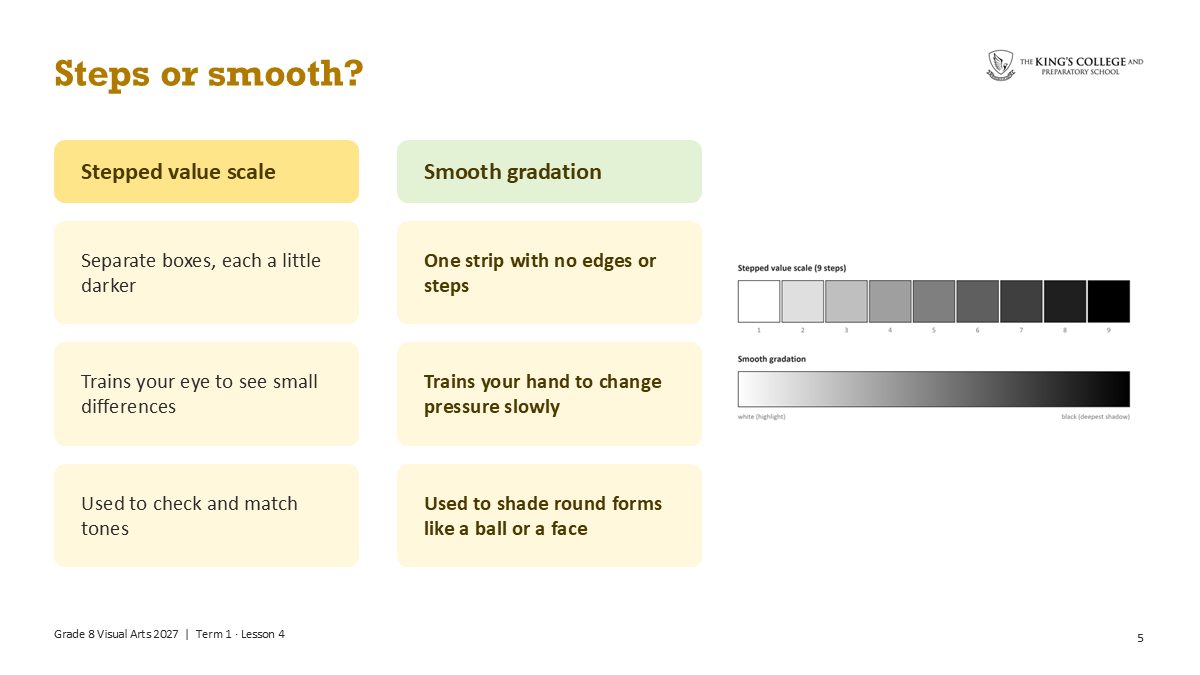 Steps or smooth?
THE KING'S COLLEGE AND
PREPARATORY SCHOOL
Stepped value scale
Separate boxes, each a little
darker
Trains your eye to see small
differences
Used to check and match
tones
Smooth gradation
One strip with no edges or
steps
Trains your hand to change
pressure slowly
Used to shade round forms
like a ball or a face
Stepped value scale (9 steps)
1 2 3 4 5 6 7 8 9
Smooth gradation
white (highlight) black (deepest shadow)
Grade 8 Visual Arts 2027 | Term 1 · Lesson 4
5